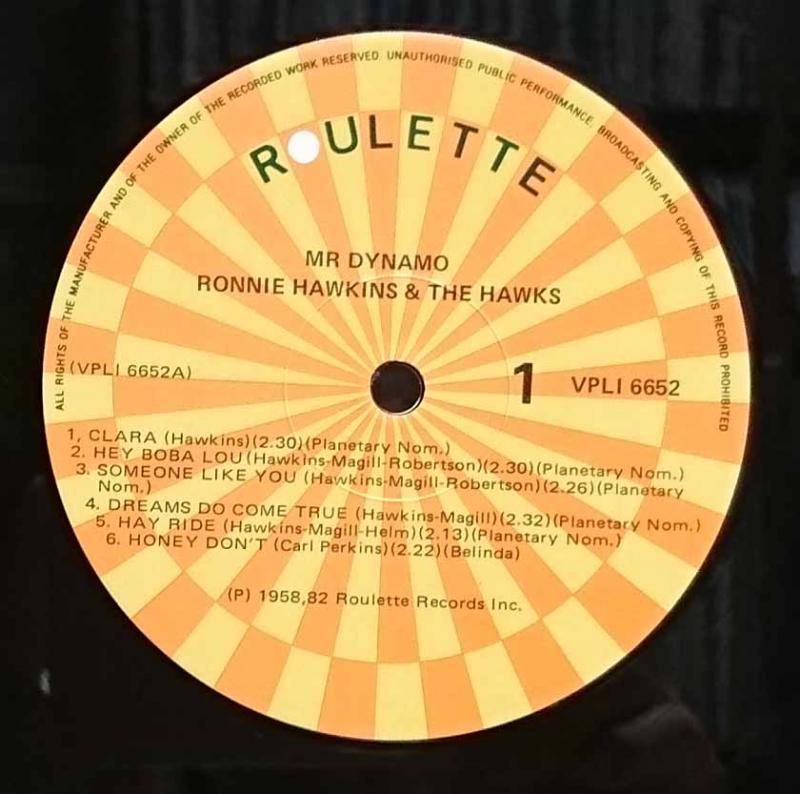 ALL RIGHTS OF THE MANUFACTURER AND OF THE OWNER OF THE RECORDED WORK RESERVED. UNAUTHORISED PUBLIC PERFORMANCE, BROADCASTING AND COPYING OF THIS RECORD PROHIBITED
ROULETTE
MR DYNAMO
RONNIE HAWKINS & THE HAWKS
(VPLI 6652A)
1 VPLI 6652
1, CLARA (Hawkins)(2.30)(Planetary Nom.)
2. HEY BOBA LOU (Hawkins-Magill-Robertson)(2.30)(Planetary Nom.)
3. SOMEONE LIKE YOU (Hawkins-Magill-Robertson)(2.26)(Planetary
Nom.)
4. DREAMS DO COME TRUE (Hawkins-Magill)(2.32)(Planetary Nom.)
5. HAY RIDE (Hawkins-Magill-Helm)(2.13)(Planetary Nom.)
6. HONEY DON'T (Carl Perkins)(2.22)(Belinda)
(P) 1958,82 Roulette Records Inc.